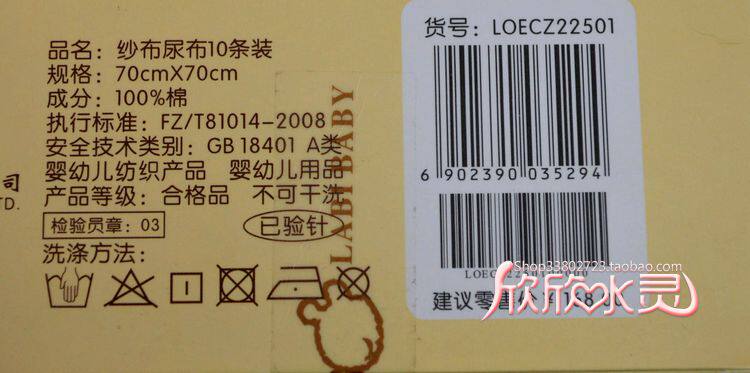 品名：纱布尿布10条装
规格：70cmX70cm
成分：100%棉
执行标准：FZ/T81014-2008
安全技术类别：GB 18401 A类
婴幼儿纺织产品 婴幼儿用品
产品等级：合格品 不可干洗
检验员章：03 已验针
洗涤方法：
司
TD.
LABI BABY
货号：LOECZ22501
6 902390 035294
Shop33802723.taobao.com
建议零售价
欣欣水灵